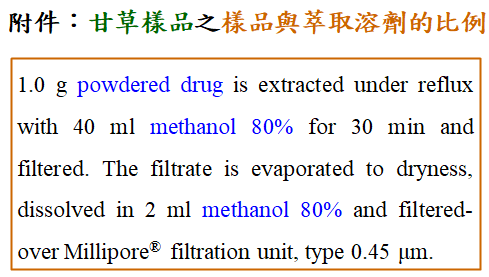 附件：甘草樣品之樣品與萃取溶劑的比例
1.0 g powdered drug is extracted under reflux
with 40 ml methanol 80% for 30 min and
filtered. The filtrate is evaporated to dryness,
dissolved in 2 ml methanol 80% and filtered-
over Millipore® filtration unit, type 0.45 μm.